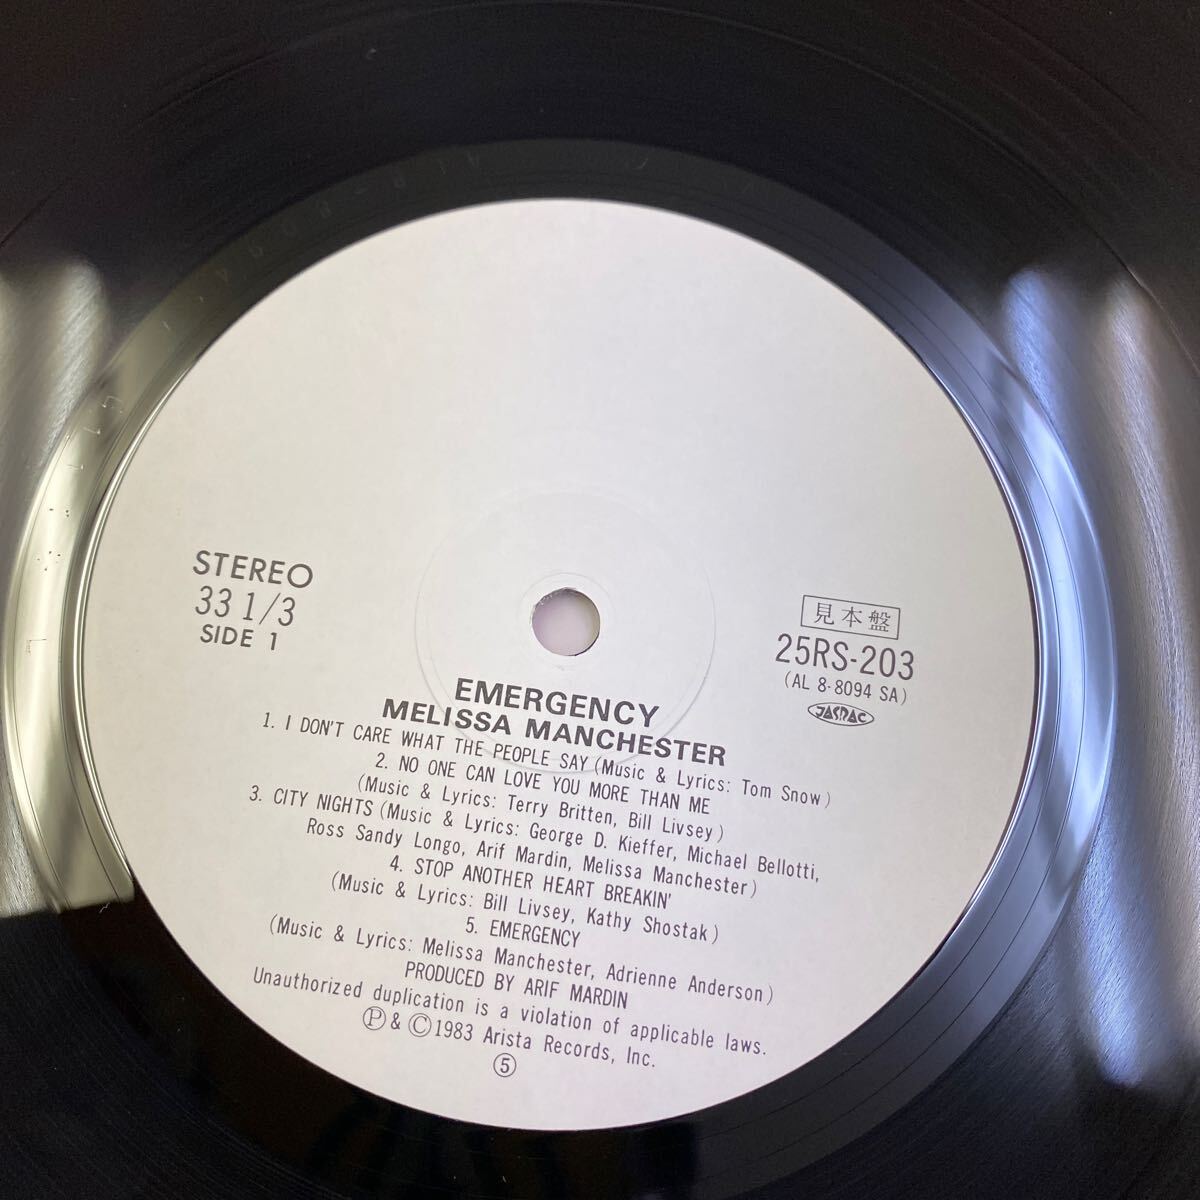 STEREO
33 1/3
SIDE 1
見本盤
25RS-203
(AL 8-8094 SA)
JASRAC
EMERGENCY
MELISSA MANCHESTER
1. I DON'T CARE WHAT THE PEOPLE SAY (Music & Lyrics: Tom Snow)
2. NO ONE CAN LOVE YOU MORE THAN ME
(Music & Lyrics: Terry Britten, Bill Livsey)
3. CITY NIGHTS (Music & Lyrics: George D. Kieffer, Michael Bellotti,
Ross Sandy Longo, Arif Mardin, Melissa Manchester)
4. STOP ANOTHER HEART BREAKIN'
(Music & Lyrics: Bill Livsey, Kathy Shostak)
5. EMERGENCY
(Music & Lyrics: Melissa Manchester, Adrienne Anderson)
PRODUCED BY ARIF MARDIN
Unauthorized duplication is a violation of applicable laws.
Ⓟ & Ⓒ 1983 Arista Records, Inc.
⑤